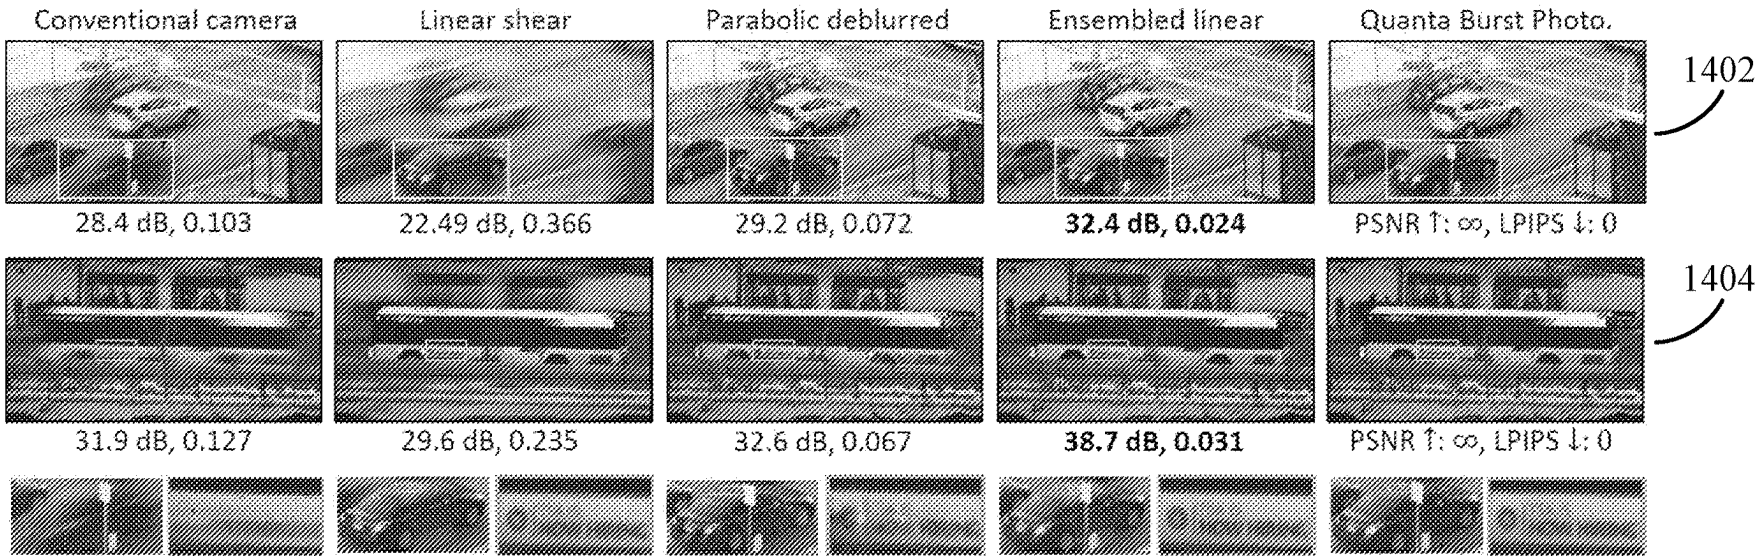 Conventional camera Linear shear Parabolic deblurred Ensembled linear Quanta Burst Photo.
1402
28.4 dB, 0.103 22.49 dB, 0.366 29.2 dB, 0.072 32.4 dB, 0.024 PSNR ↑: ∞, LPIPS ↓: 0
1404
31.9 dB, 0.127 29.6 dB, 0.235 32.6 dB, 0.067 38.7 dB, 0.031 PSNR ↑: ∞, LPIPS ↓: 0